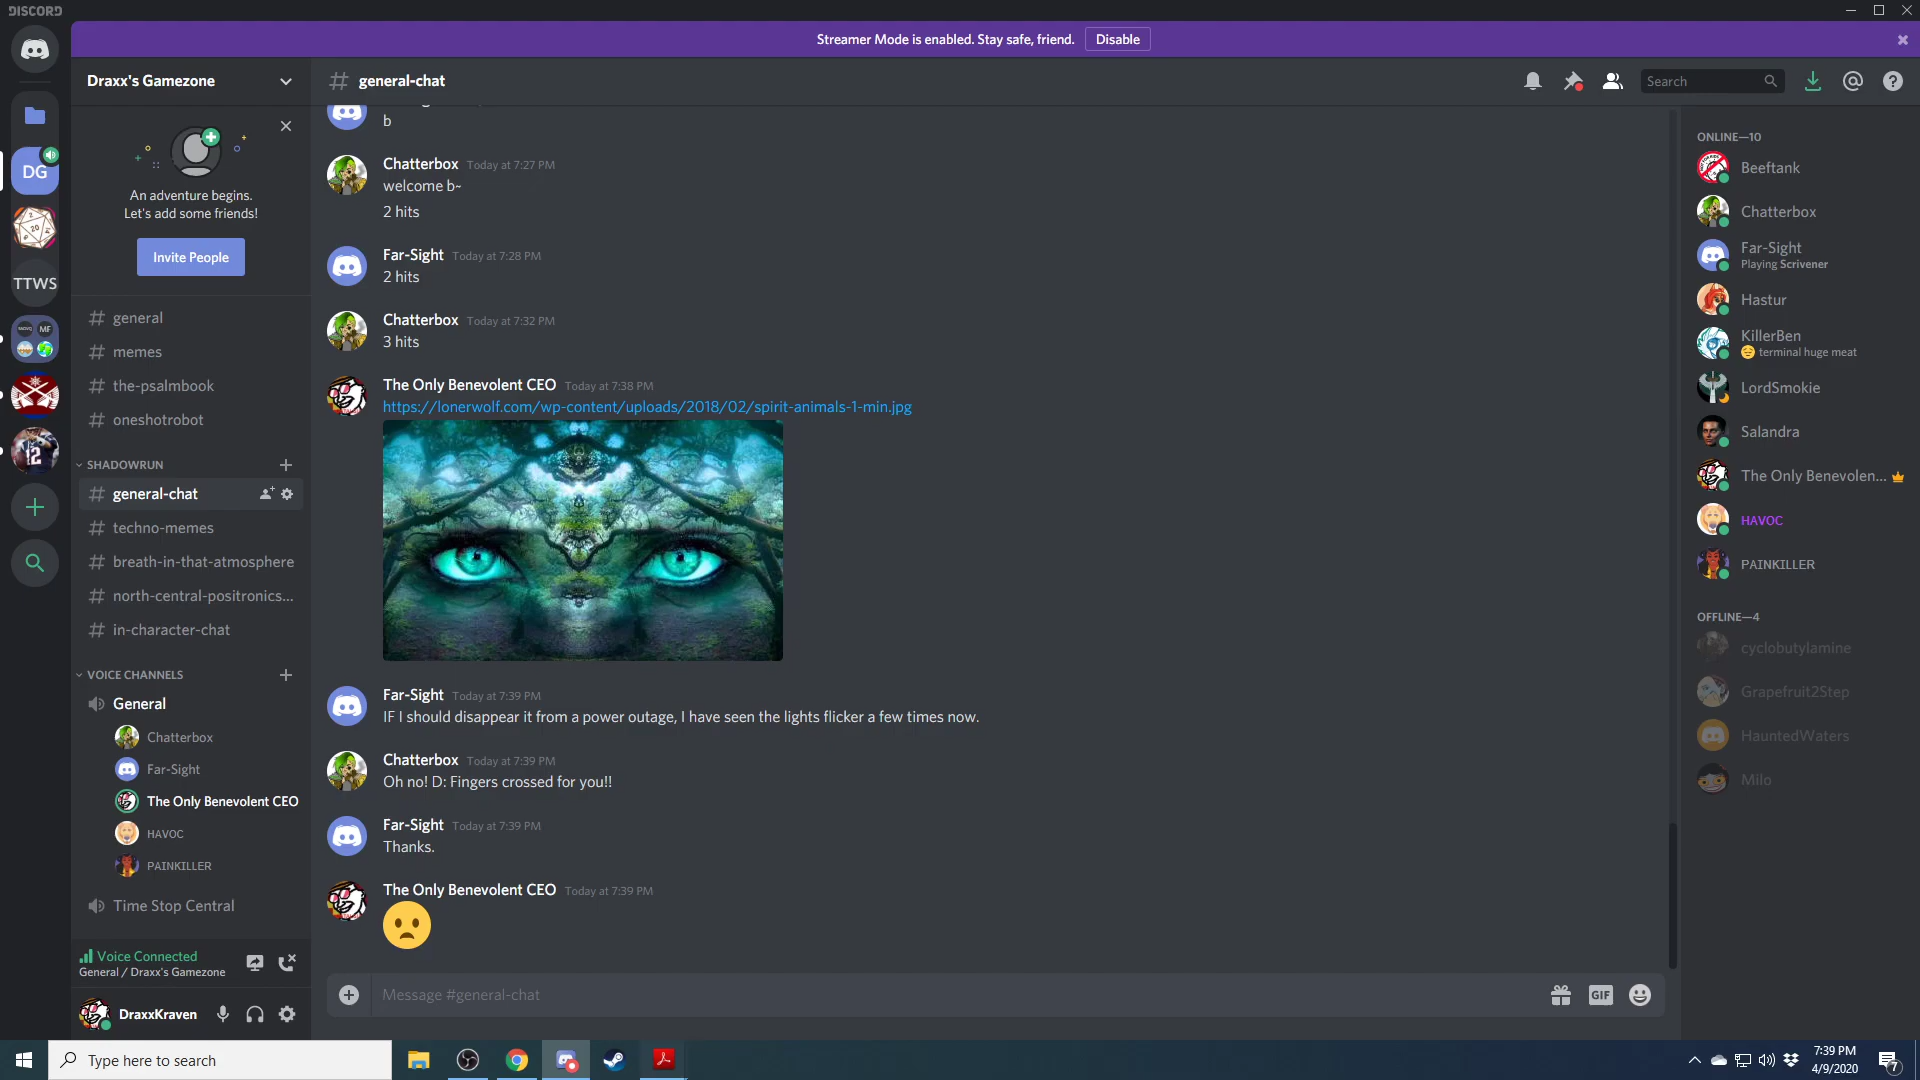 DISCORD
Streamer Mode is enabled. Stay safe, friend.
Disable
Draxx's Gamezone
general-chat
Search
DG
TTWS
MF
12
20
An adventure begins.
Let's add some friends!
Invite People
general
memes
the-psalmbook
oneshotrobot
SHADOWRUN
general-chat
techno-memes
breath-in-that-atmosphere
north-central-positronics...
in-character-chat
VOICE CHANNELS
General
Chatterbox
Far-Sight
The Only Benevolent CEO
HAVOC
PAINKILLER
Time Stop Central
Voice Connected
General / Draxx's Gamezone
DraxxKraven
b
Chatterbox Today at 7:27 PM
welcome b~
2 hits
Far-Sight Today at 7:28 PM
2 hits
Chatterbox Today at 7:32 PM
3 hits
The Only Benevolent CEO Today at 7:38 PM
https://lonerwolf.com/wp-content/uploads/2018/02/spirit-animals-1-min.jpg
Far-Sight Today at 7:39 PM
IF I should disappear it from a power outage, I have seen the lights flicker a few times now.
Chatterbox Today at 7:39 PM
Oh no! D: Fingers crossed for you!!
Far-Sight Today at 7:39 PM
Thanks.
The Only Benevolent CEO Today at 7:39 PM
Message #general-chat
GIF
ONLINE—10
Beeftank
Chatterbox
Far-Sight
Playing Scrivener
Hastur
KillerBen
terminal huge meat
LordSmokie
Salandra
The Only Benevolen...
HAVOC
PAINKILLER
OFFLINE—4
cyclobutylamine
Grapefruit2Step
HauntedWaters
Milo
Type here to search
7:39 PM
4/9/2020
7